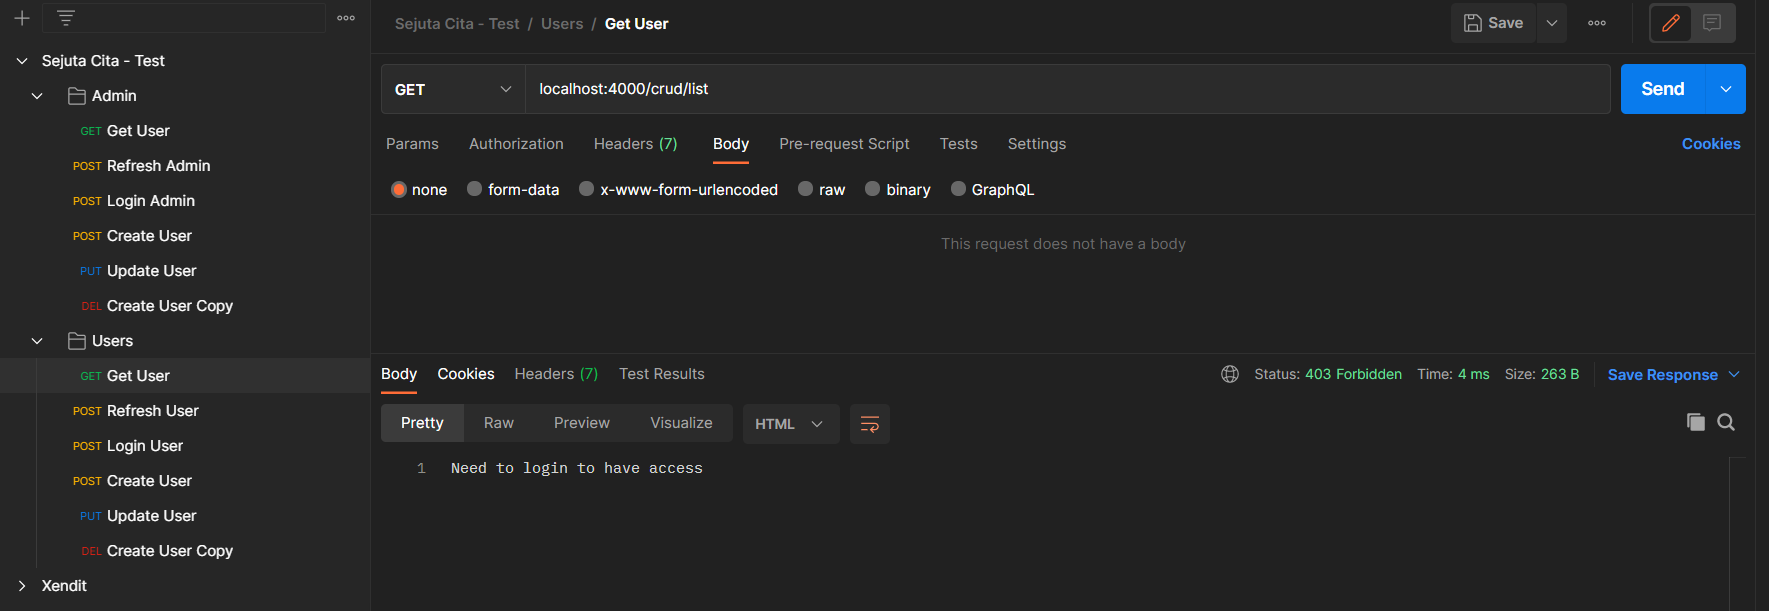 Sejuta Cita - Test
Admin
GET Get User
POST Refresh Admin
POST Login Admin
POST Create User
PUT Update User
DEL Create User Copy
Users
GET Get User
POST Refresh User
POST Login User
POST Create User
PUT Update User
DEL Create User Copy
Xendit
Sejuta Cita - Test / Users / Get User
Save
GET localhost:4000/crud/list Send
Params Authorization Headers (7) Body Pre-request Script Tests Settings Cookies
none form-data x-www-form-urlencoded raw binary GraphQL
This request does not have a body
Body Cookies Headers (7) Test Results Status: 403 Forbidden Time: 4 ms Size: 263 B Save Response
Pretty Raw Preview Visualize HTML
1 Need to login to have access